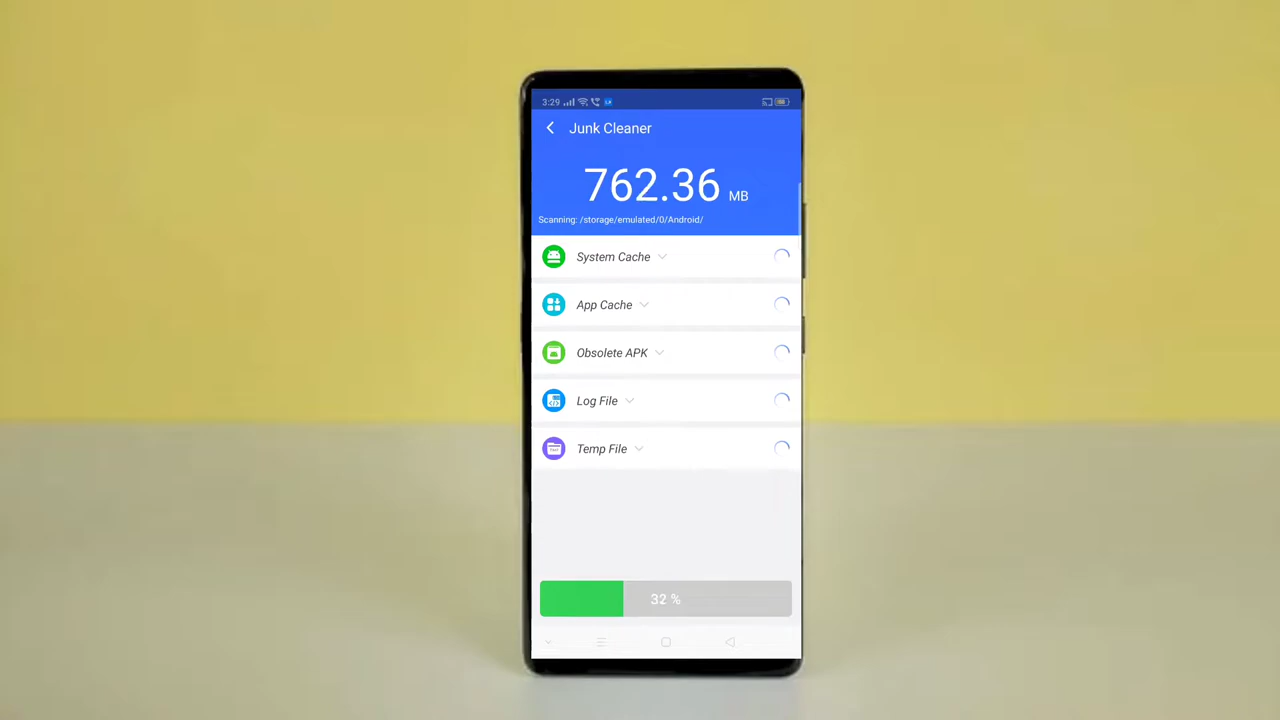 3:29
Junk Cleaner
762.36 MB
Scanning: /storage/emulated/0/Android/
System Cache
App Cache
Obsolete APK
Log File
Temp File
32 %